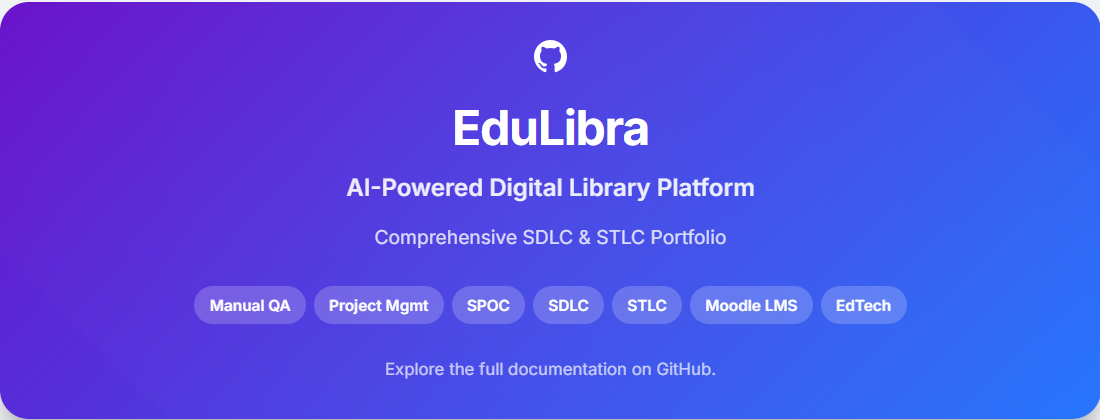 EduLibra
AI-Powered Digital Library Platform
Comprehensive SDLC & STLC Portfolio
Manual QA Project Mgmt SPOC SDLC STLC Moodle LMS EdTech
Explore the full documentation on GitHub.